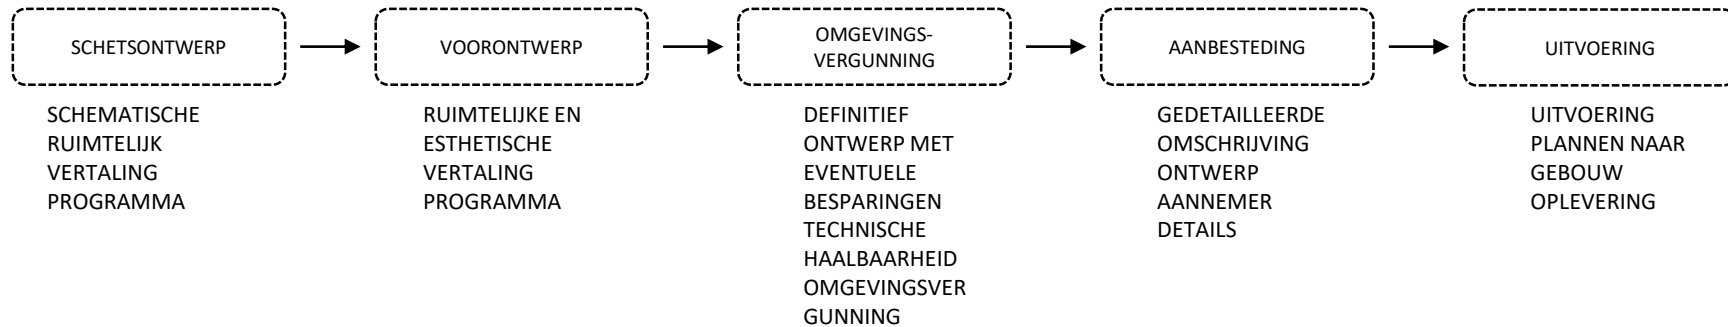 SCHETSONTWERP
VOORONTWERP
OMGEVINGS-
VERGUNNING
AANBESTEDING
UITVOERING
SCHEMATISCHE
RUIMTELIJK
VERTALING
PROGRAMMA
RUIMTELIJKE EN
ESTHETISCHE
VERTALING
PROGRAMMA
DEFINITIEF
ONTWERP MET
EVENTUELE
BESPARINGEN
TECHNISCHE
HAALBAARHEID
OMGEVINGSVER
GUNNING
GEDETAILLEERDE
OMSCHRIJVING
ONTWERP
AANNEMER
DETAILS
UITVOERING
PLANNEN NAAR
GEBOUW
OPLEVERING